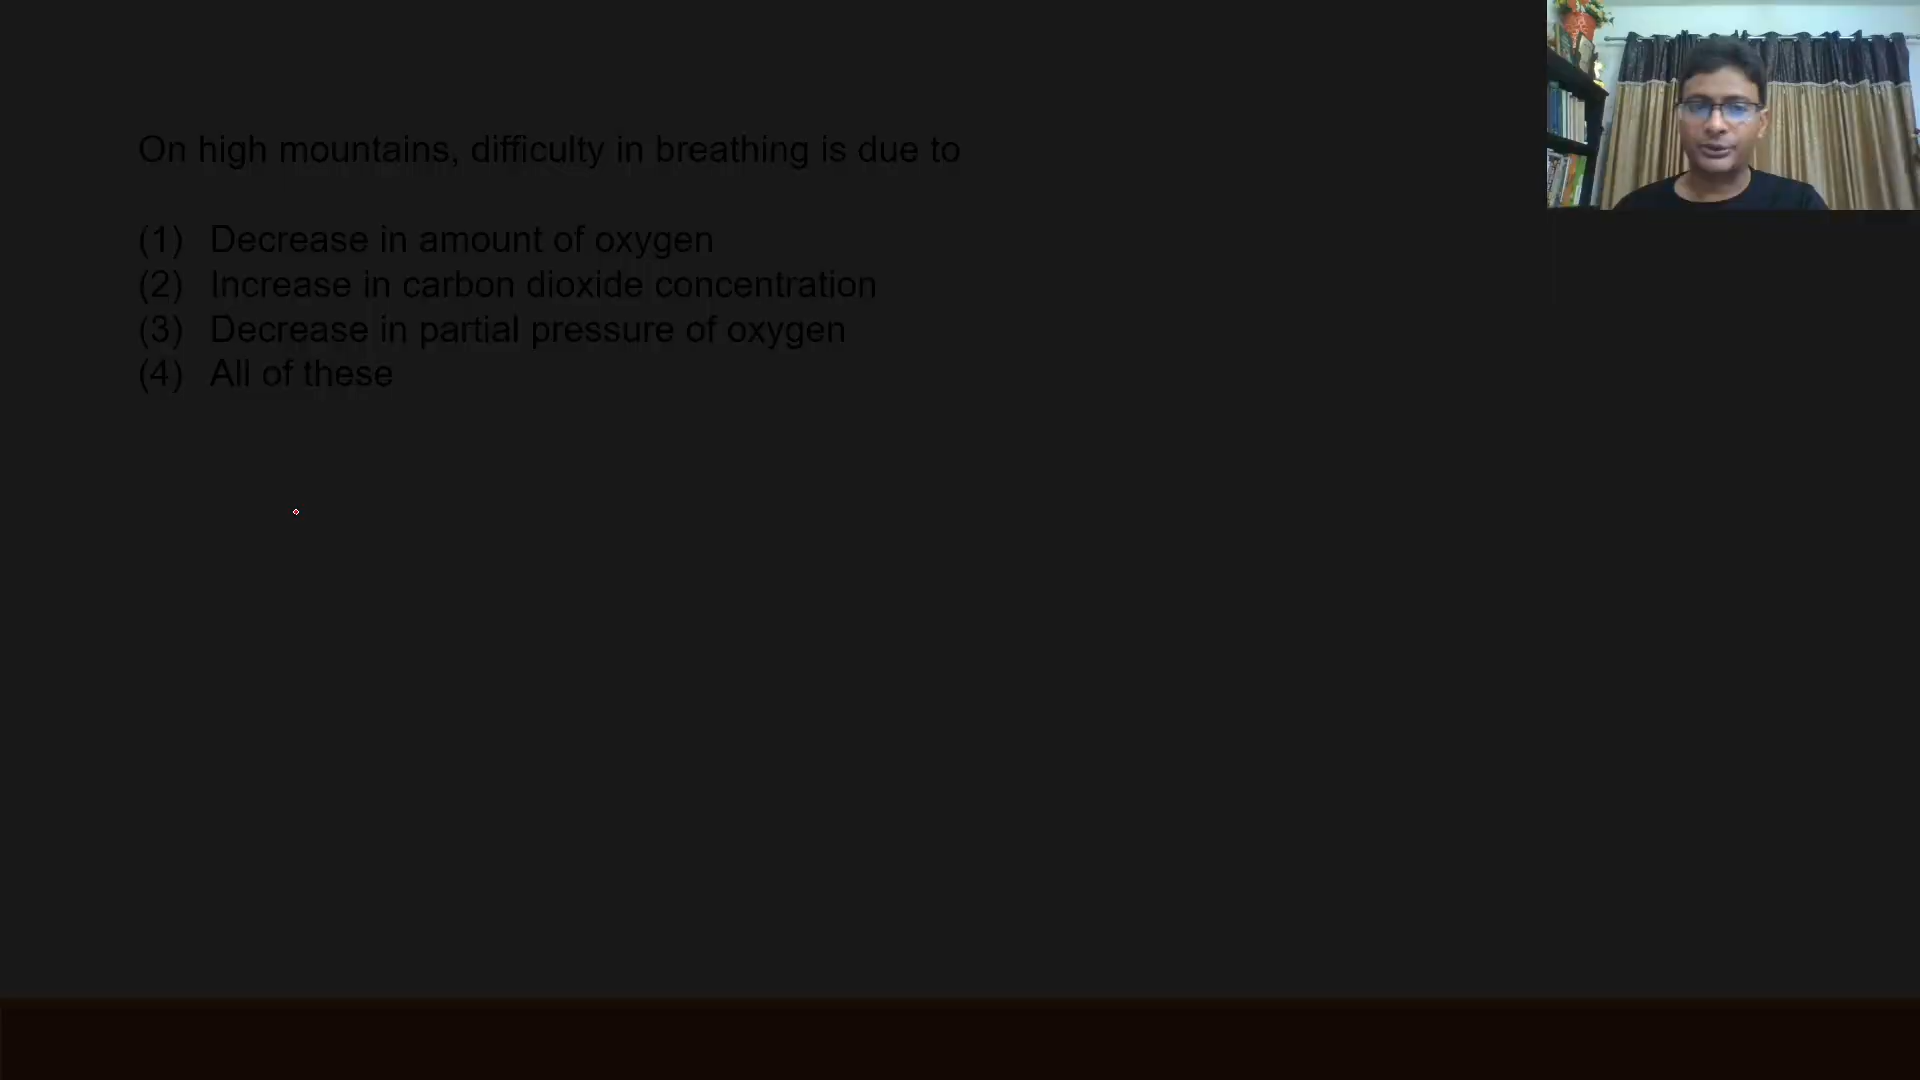 On high mountains, difficulty in breathing is due to
(1) Decrease in amount of oxygen
(2) Increase in carbon dioxide concentration
(3) Decrease in partial pressure of oxygen
(4) All of these